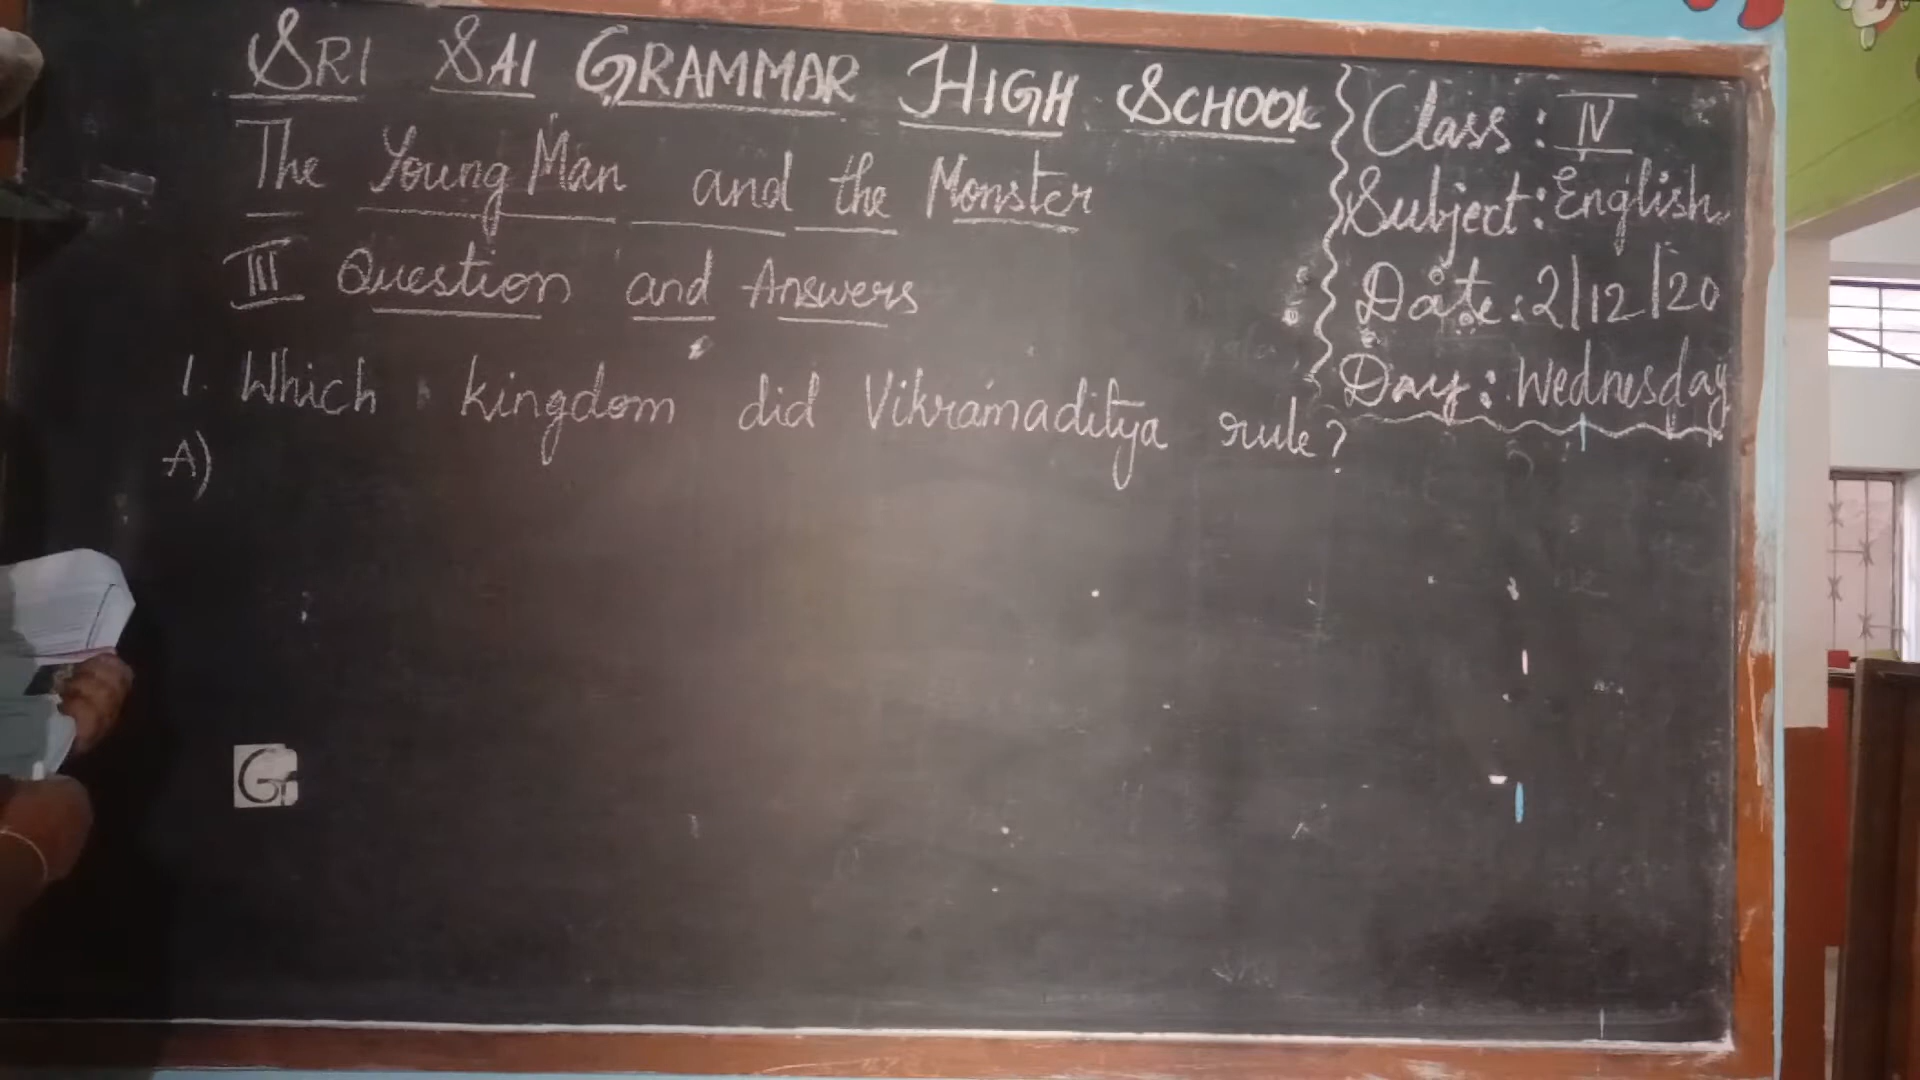 SRI SAI GRAMMAR HIGH SCHOOL
The Young Man and the Monster
III Question and Answers
1. Which kingdom did Vikramaditya rule?
A)
Class : IV
Subject : English
Date : 2/12/20
Day : Wednesday
G